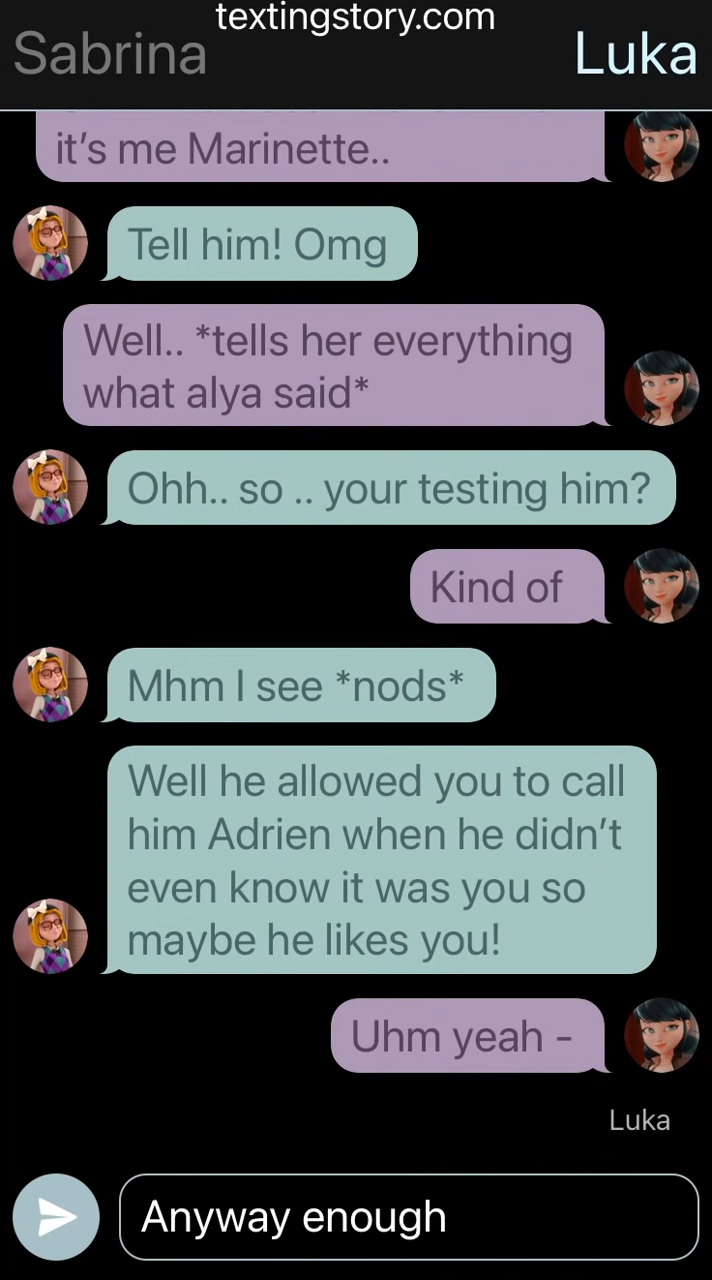 textingstory.com
Sabrina
Luka
it’s me Marinette..
Tell him! Omg
Well.. *tells her everything
what alya said*
Ohh.. so .. your testing him?
Kind of
Mhm I see *nods*
Well he allowed you to call
him Adrien when he didn’t
even know it was you so
maybe he likes you!
Uhm yeah -
Luka
Anyway enough